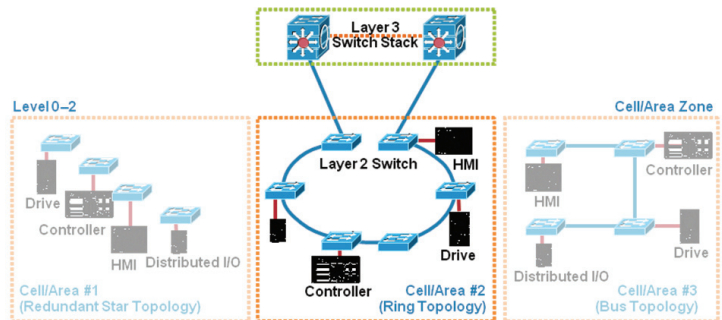 Layer 3
Switch Stack
Level 0–2
Cell/Area Zone
Layer 2 Switch
HMI
Drive
Controller
HMI
Distributed I/O
Cell/Area #1
(Redundant Star Topology)
Drive
Controller
Cell/Area #2
(Ring Topology)
Controller
HMI
Drive
Distributed I/O
Cell/Area #3
(Bus Topology)